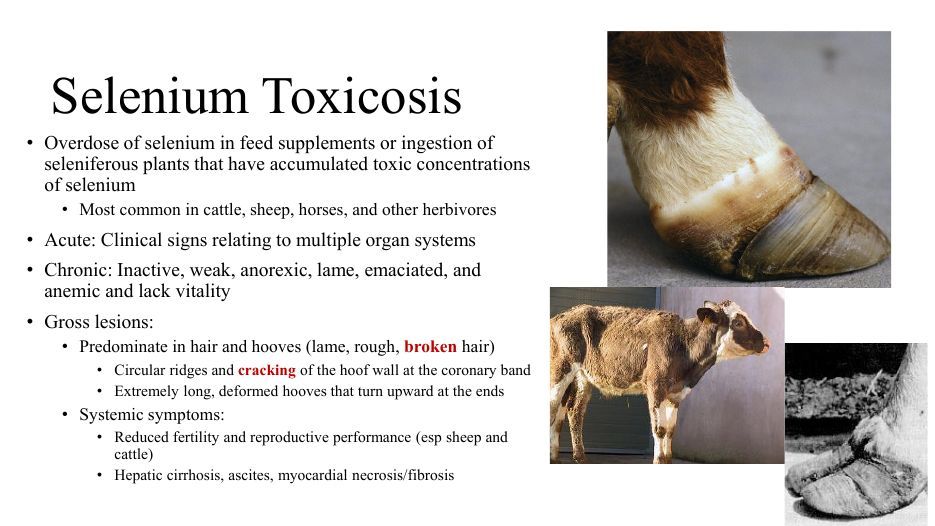 Selenium Toxicosis
• Overdose of selenium in feed supplements or ingestion of
seleniferous plants that have accumulated toxic concentrations
of selenium
• Most common in cattle, sheep, horses, and other herbivores
• Acute: Clinical signs relating to multiple organ systems
• Chronic: Inactive, weak, anorexic, lame, emaciated, and
anemic and lack vitality
• Gross lesions:
• Predominate in hair and hooves (lame, rough, broken hair)
• Circular ridges and cracking of the hoof wall at the coronary band
• Extremely long, deformed hooves that turn upward at the ends
• Systemic symptoms:
• Reduced fertility and reproductive performance (esp sheep and
cattle)
• Hepatic cirrhosis, ascites, myocardial necrosis/fibrosis